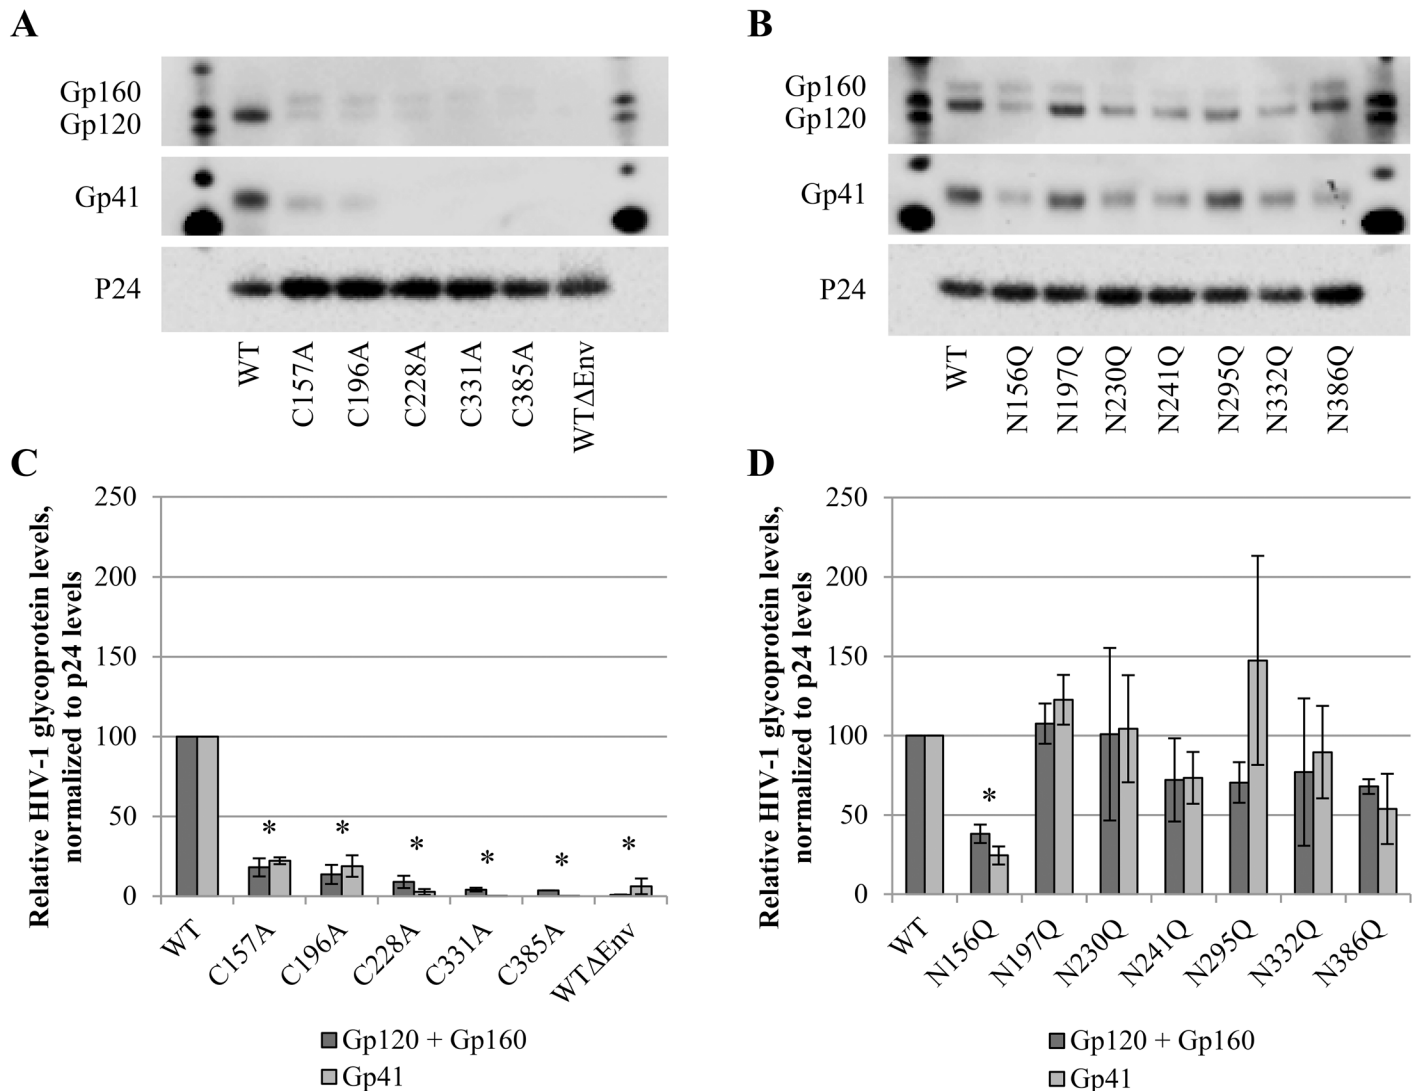 A
Gp160
Gp120
Gp41
P24
WT
C157A
C196A
C228A
C331A
C385A
WTΔEnv
B
Gp160
Gp120
Gp41
P24
WT
N156Q
N197Q
N230Q
N241Q
N295Q
N332Q
N386Q
C
Relative HIV-1 glycoprotein levels,
normalized to p24 levels
250
200
150
100
50
0
* * * * * *
WT
C157A
C196A
C228A
C331A
C385A
WTΔEnv
Gp120 + Gp160
Gp41
D
Relative HIV-1 glycoprotein levels,
normalized to p24 levels
250
200
150
100
50
0
*
WT
N156Q
N197Q
N230Q
N241Q
N295Q
N332Q
N386Q
Gp120 + Gp160
Gp41